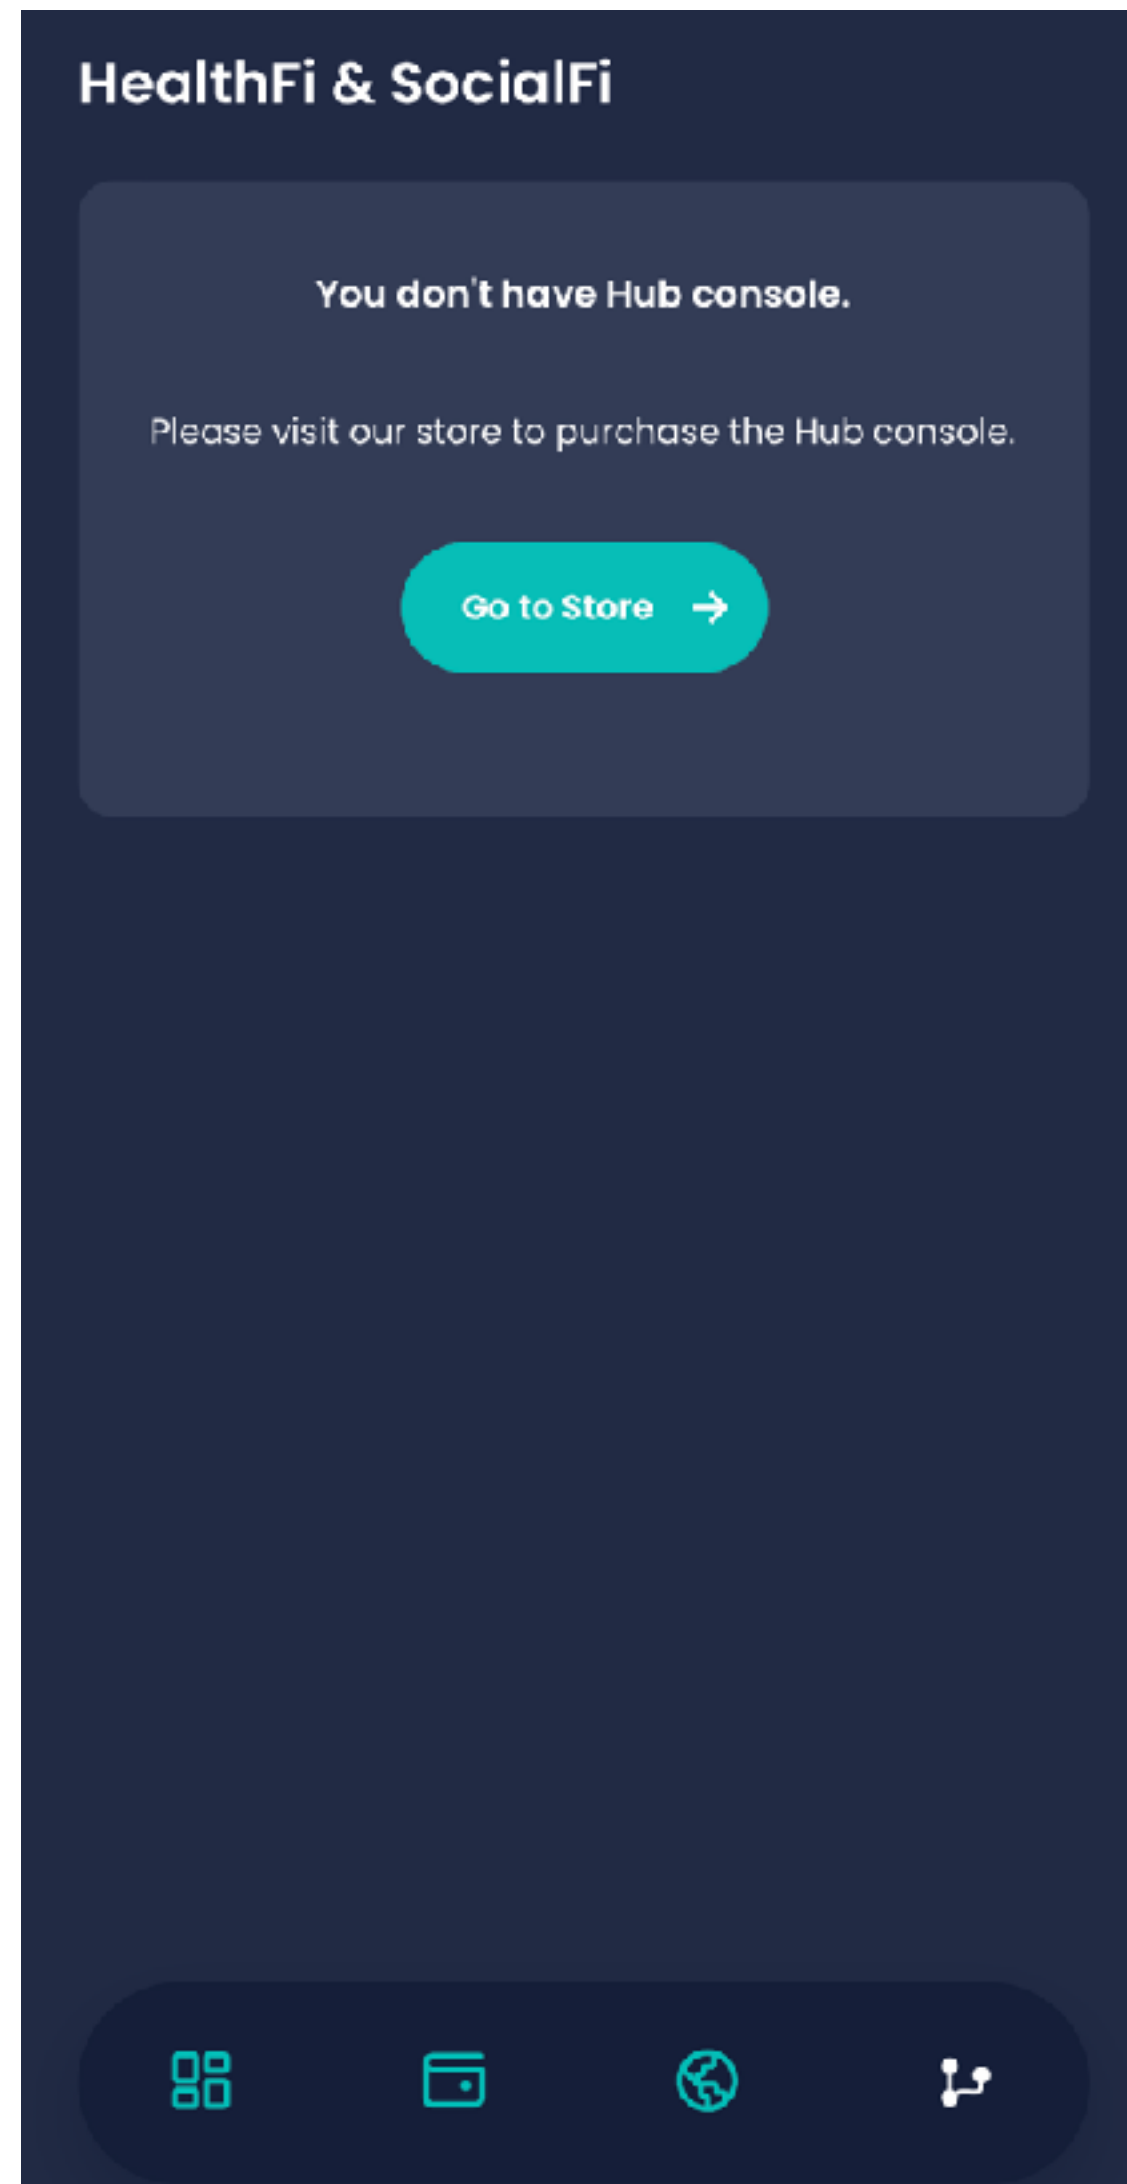 HealthFi & SocialFi
You don't have Hub console.
Please visit our store to purchase the Hub console.
Go to Store